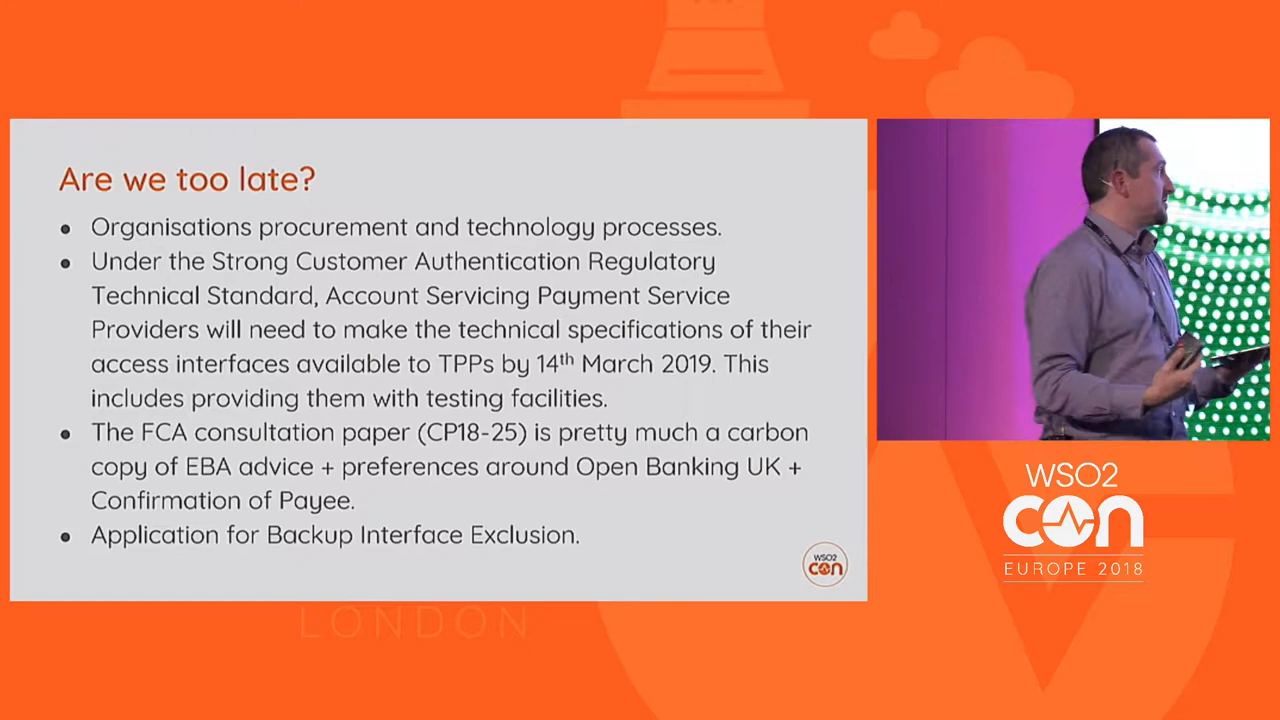 Are we too late?
• Organisations procurement and technology processes.
• Under the Strong Customer Authentication Regulatory
Technical Standard, Account Servicing Payment Service
Providers will need to make the technical specifications of their
access interfaces available to TPPs by 14th March 2019. This
includes providing them with testing facilities.
• The FCA consultation paper (CP18-25) is pretty much a carbon
copy of EBA advice + preferences around Open Banking UK +
Confirmation of Payee.
• Application for Backup Interface Exclusion.
WSO2
con
WSO2
con
EUROPE 2018
LONDON